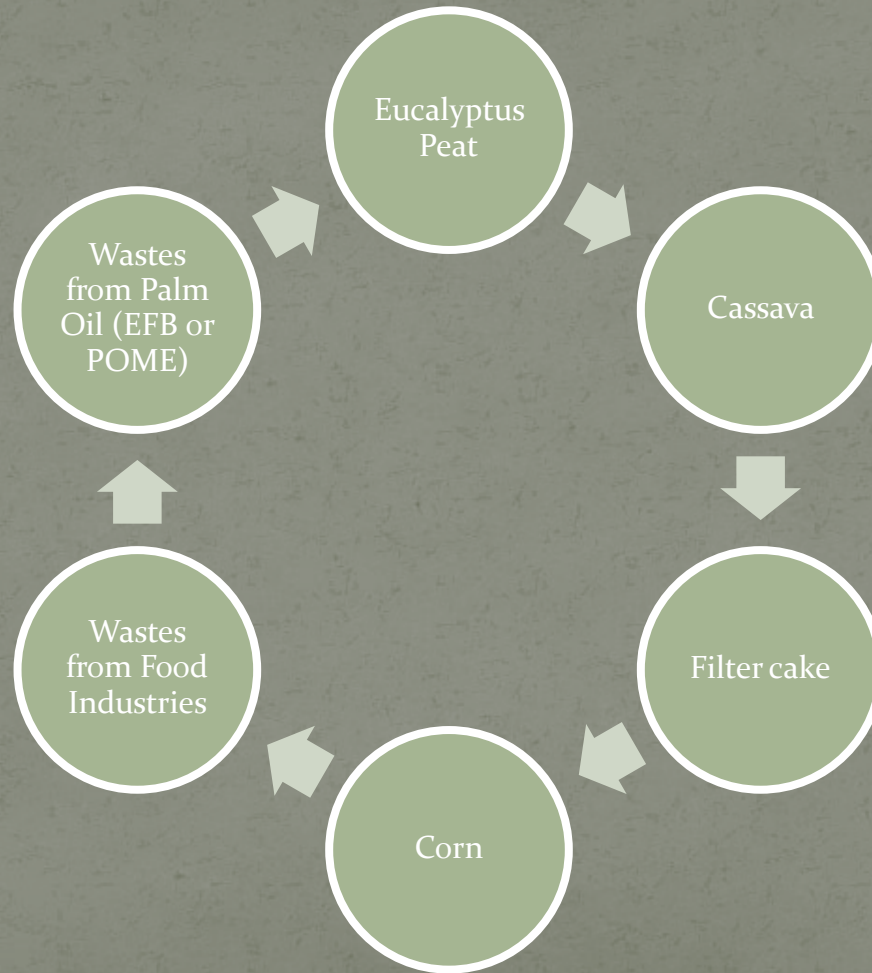 Eucalyptus
Peat
Cassava
Filter cake
Corn
Wastes
from Food
Industries
Wastes
from Palm
Oil (EFB or
POME)